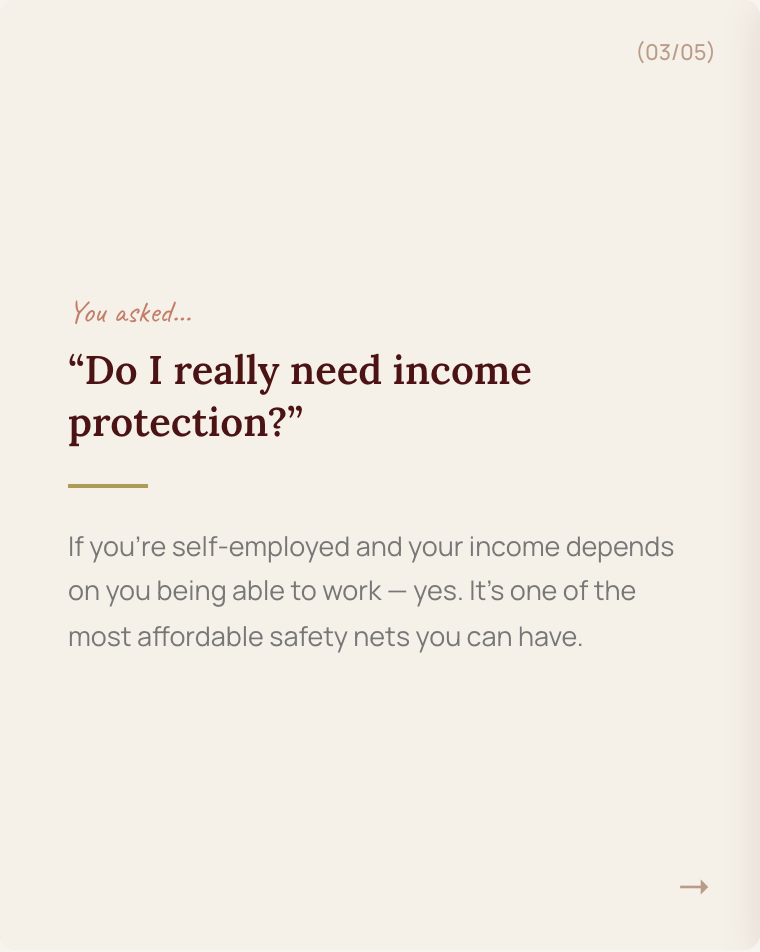 (03/05)
You asked...
“Do I really need income
protection?”
If you’re self-employed and your income depends
on you being able to work — yes. It’s one of the
most affordable safety nets you can have.